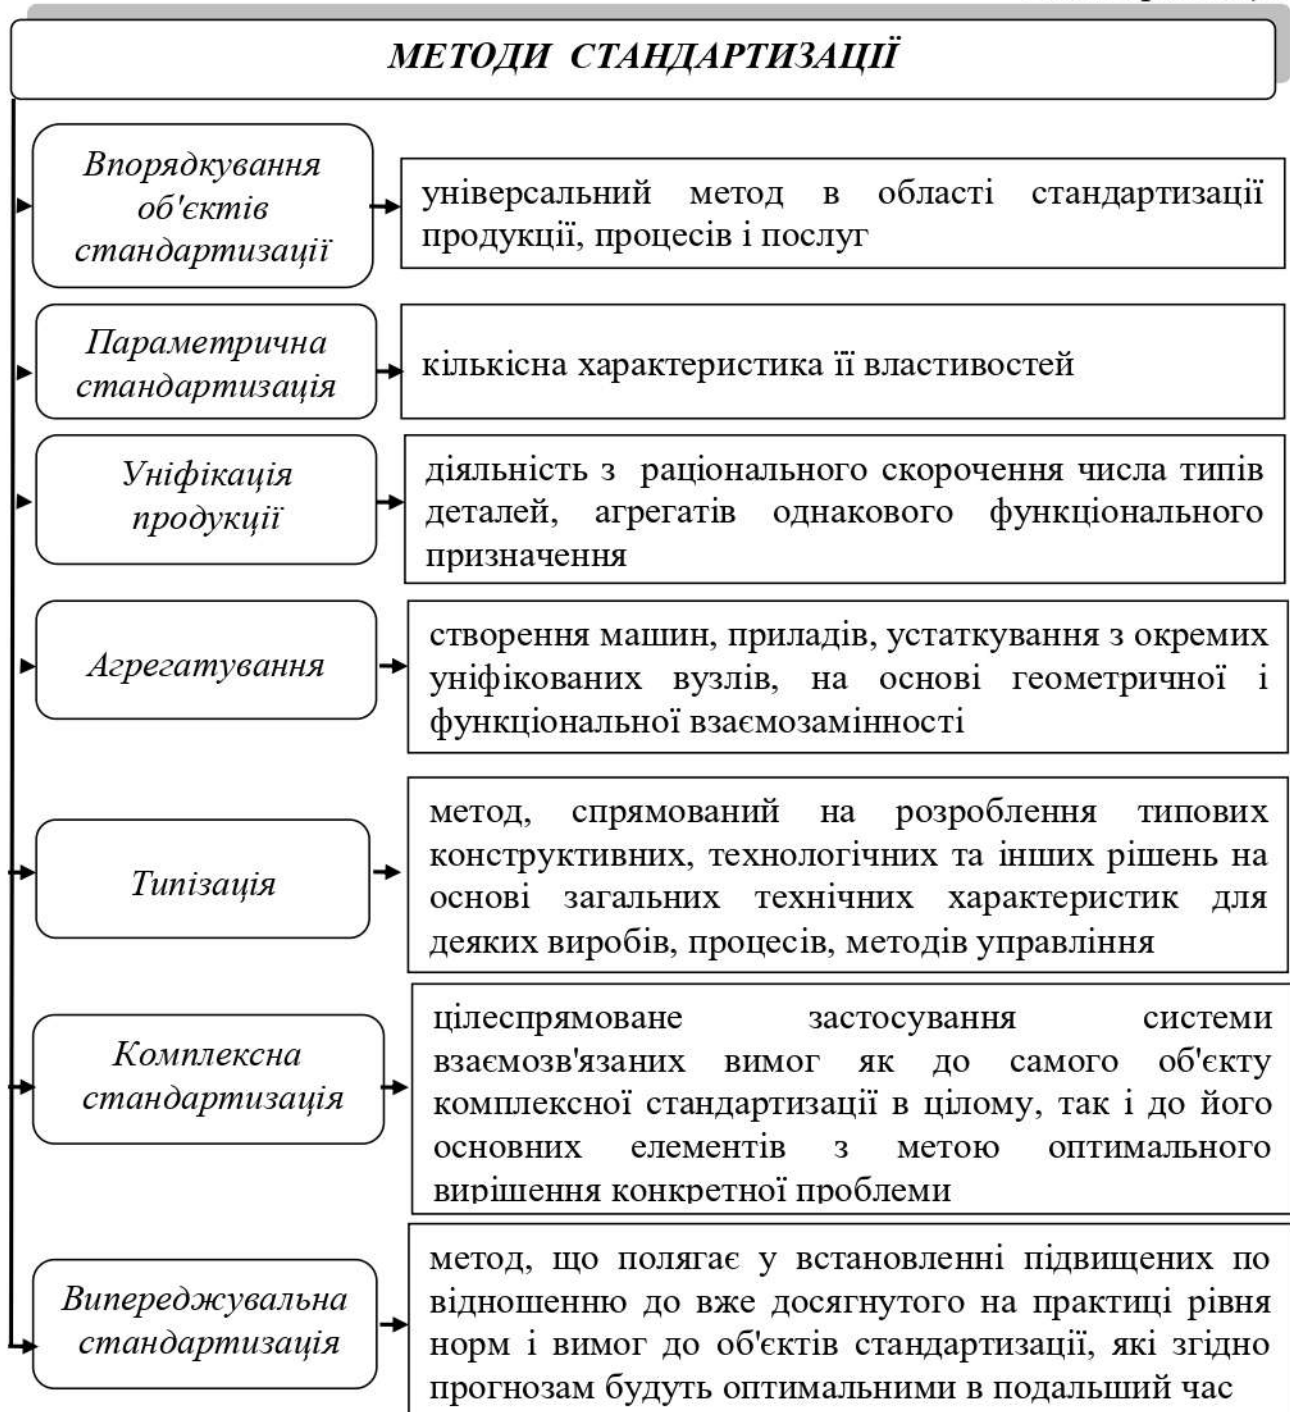 МЕТОДИ СТАНДАРТИЗАЦІЇ
Впорядкування
об'єктів
стандартизації
універсальний метод в області стандартизації
продукції, процесів і послуг
Параметрична
стандартизація
кількісна характеристика її властивостей
Уніфікація
продукції
діяльність з раціонального скорочення числа типів
деталей, агрегатів однакового функціонального
призначення
Агрегатування
створення машин, приладів, устаткування з окремих
уніфікованих вузлів, на основі геометричної і
функціональної взаємозамінності
Типізація
метод, спрямований на розроблення типових
конструктивних, технологічних та інших рішень на
основі загальних технічних характеристик для
деяких виробів, процесів, методів управління
Комплексна
стандартизація
цілеспрямоване застосування системи
взаємозв'язаних вимог як до самого об'єкту
комплексної стандартизації в цілому, так і до його
основних елементів з метою оптимального
вирішення конкретної проблеми
Випереджувальна
стандартизація
метод, що полягає у встановленні підвищених по
відношенню до вже досягнутого на практиці рівня
норм і вимог до об'єктів стандартизації, які згідно
прогнозам будуть оптимальними в подальший час